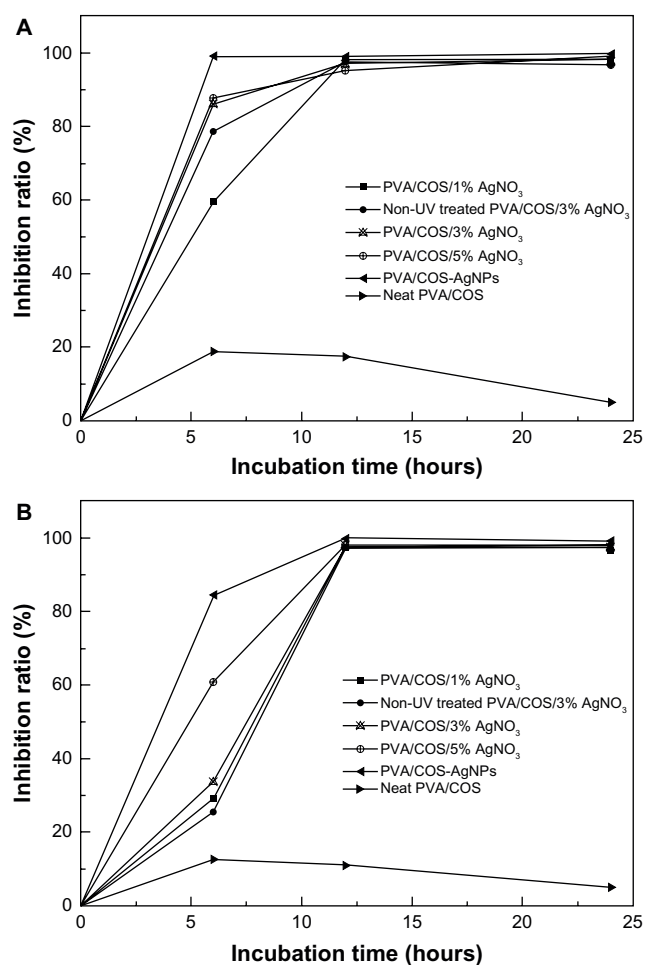 A
100
80
60
40
20
0
Inhibition ratio (%)
PVA/COS/1% AgNO₃
Non-UV treated PVA/COS/3% AgNO₃
PVA/COS/3% AgNO₃
PVA/COS/5% AgNO₃
PVA/COS-AgNPs
Neat PVA/COS
0 5 10 15 20 25
Incubation time (hours)
B
100
80
60
40
20
0
Inhibition ratio (%)
PVA/COS/1% AgNO₃
Non-UV treated PVA/COS/3% AgNO₃
PVA/COS/3% AgNO₃
PVA/COS/5% AgNO₃
PVA/COS-AgNPs
Neat PVA/COS
0 5 10 15 20 25
Incubation time (hours)